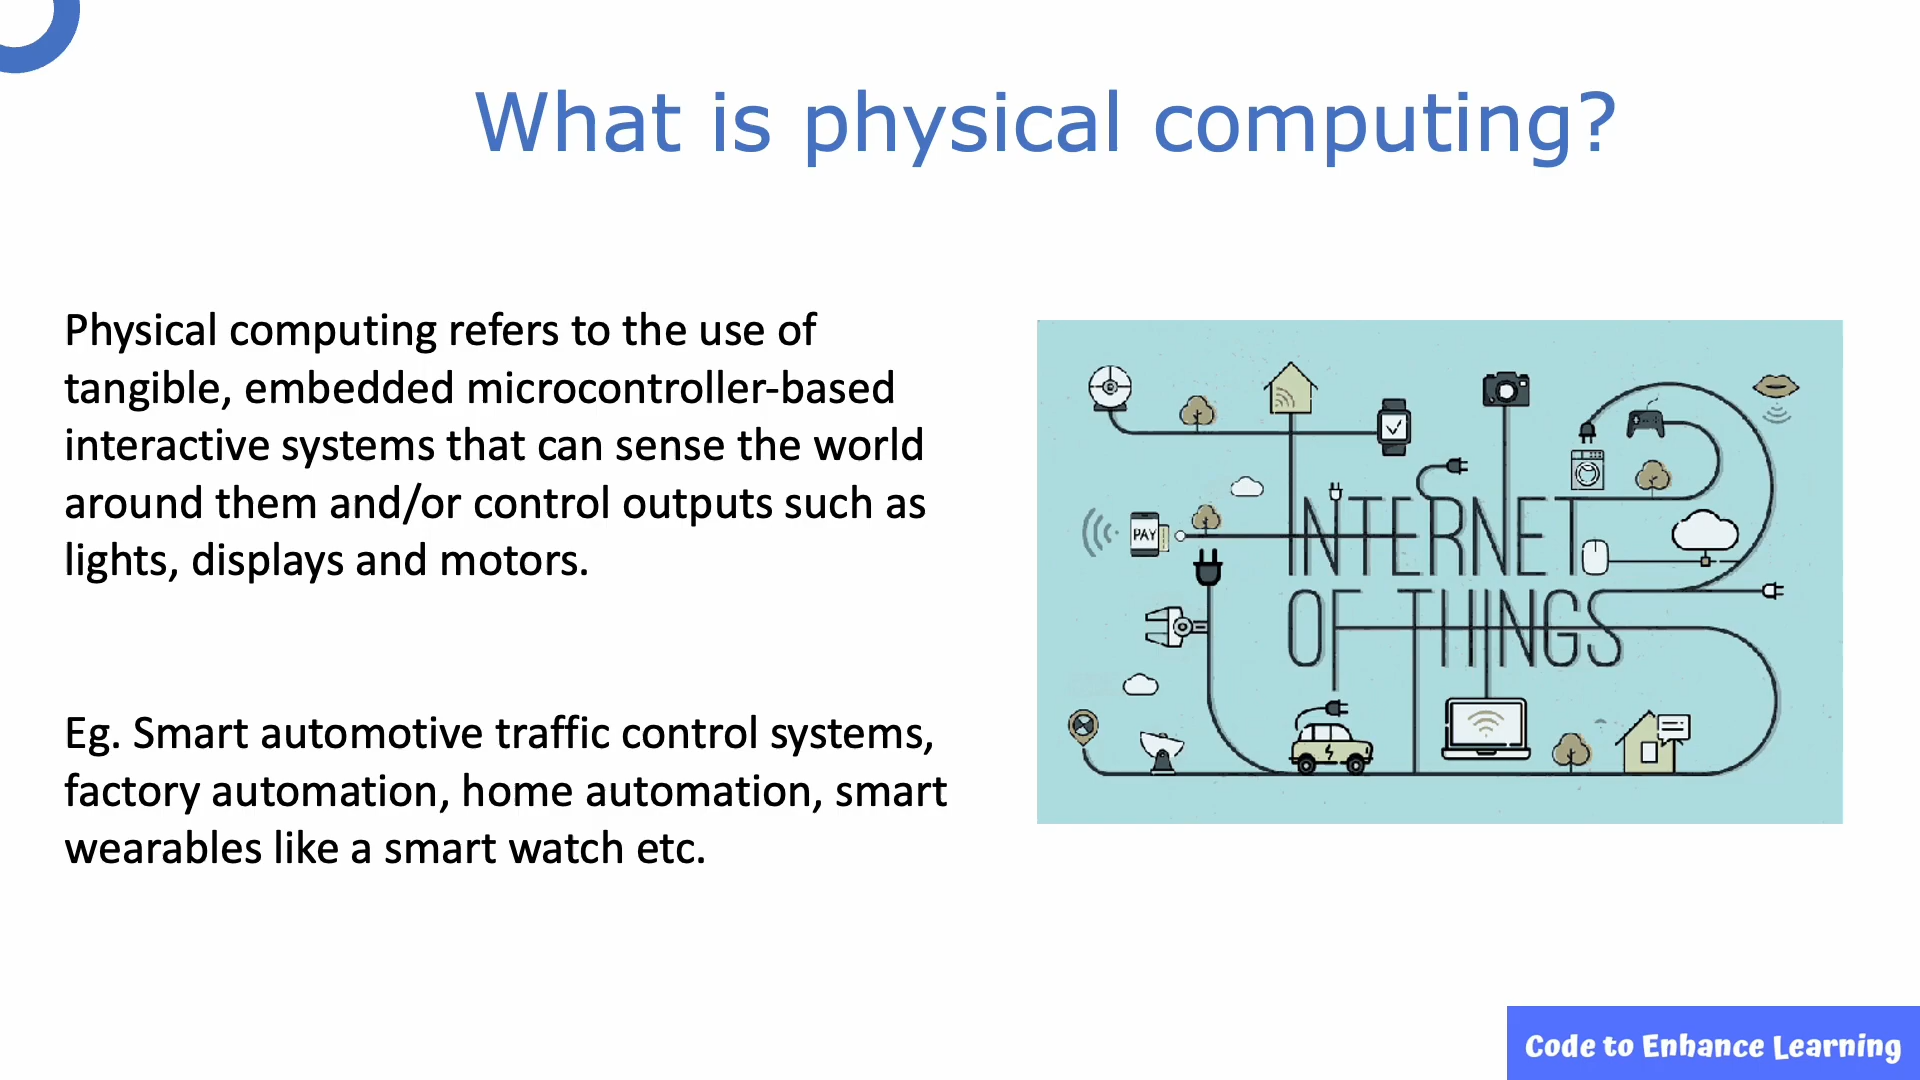 What is physical computing?
Physical computing refers to the use of
tangible, embedded microcontroller-based
interactive systems that can sense the world
around them and/or control outputs such as
lights, displays and motors.
Eg. Smart automotive traffic control systems,
factory automation, home automation, smart
wearables like a smart watch etc.
PAY
INTERNET
OF THINGS
Code to Enhance Learning